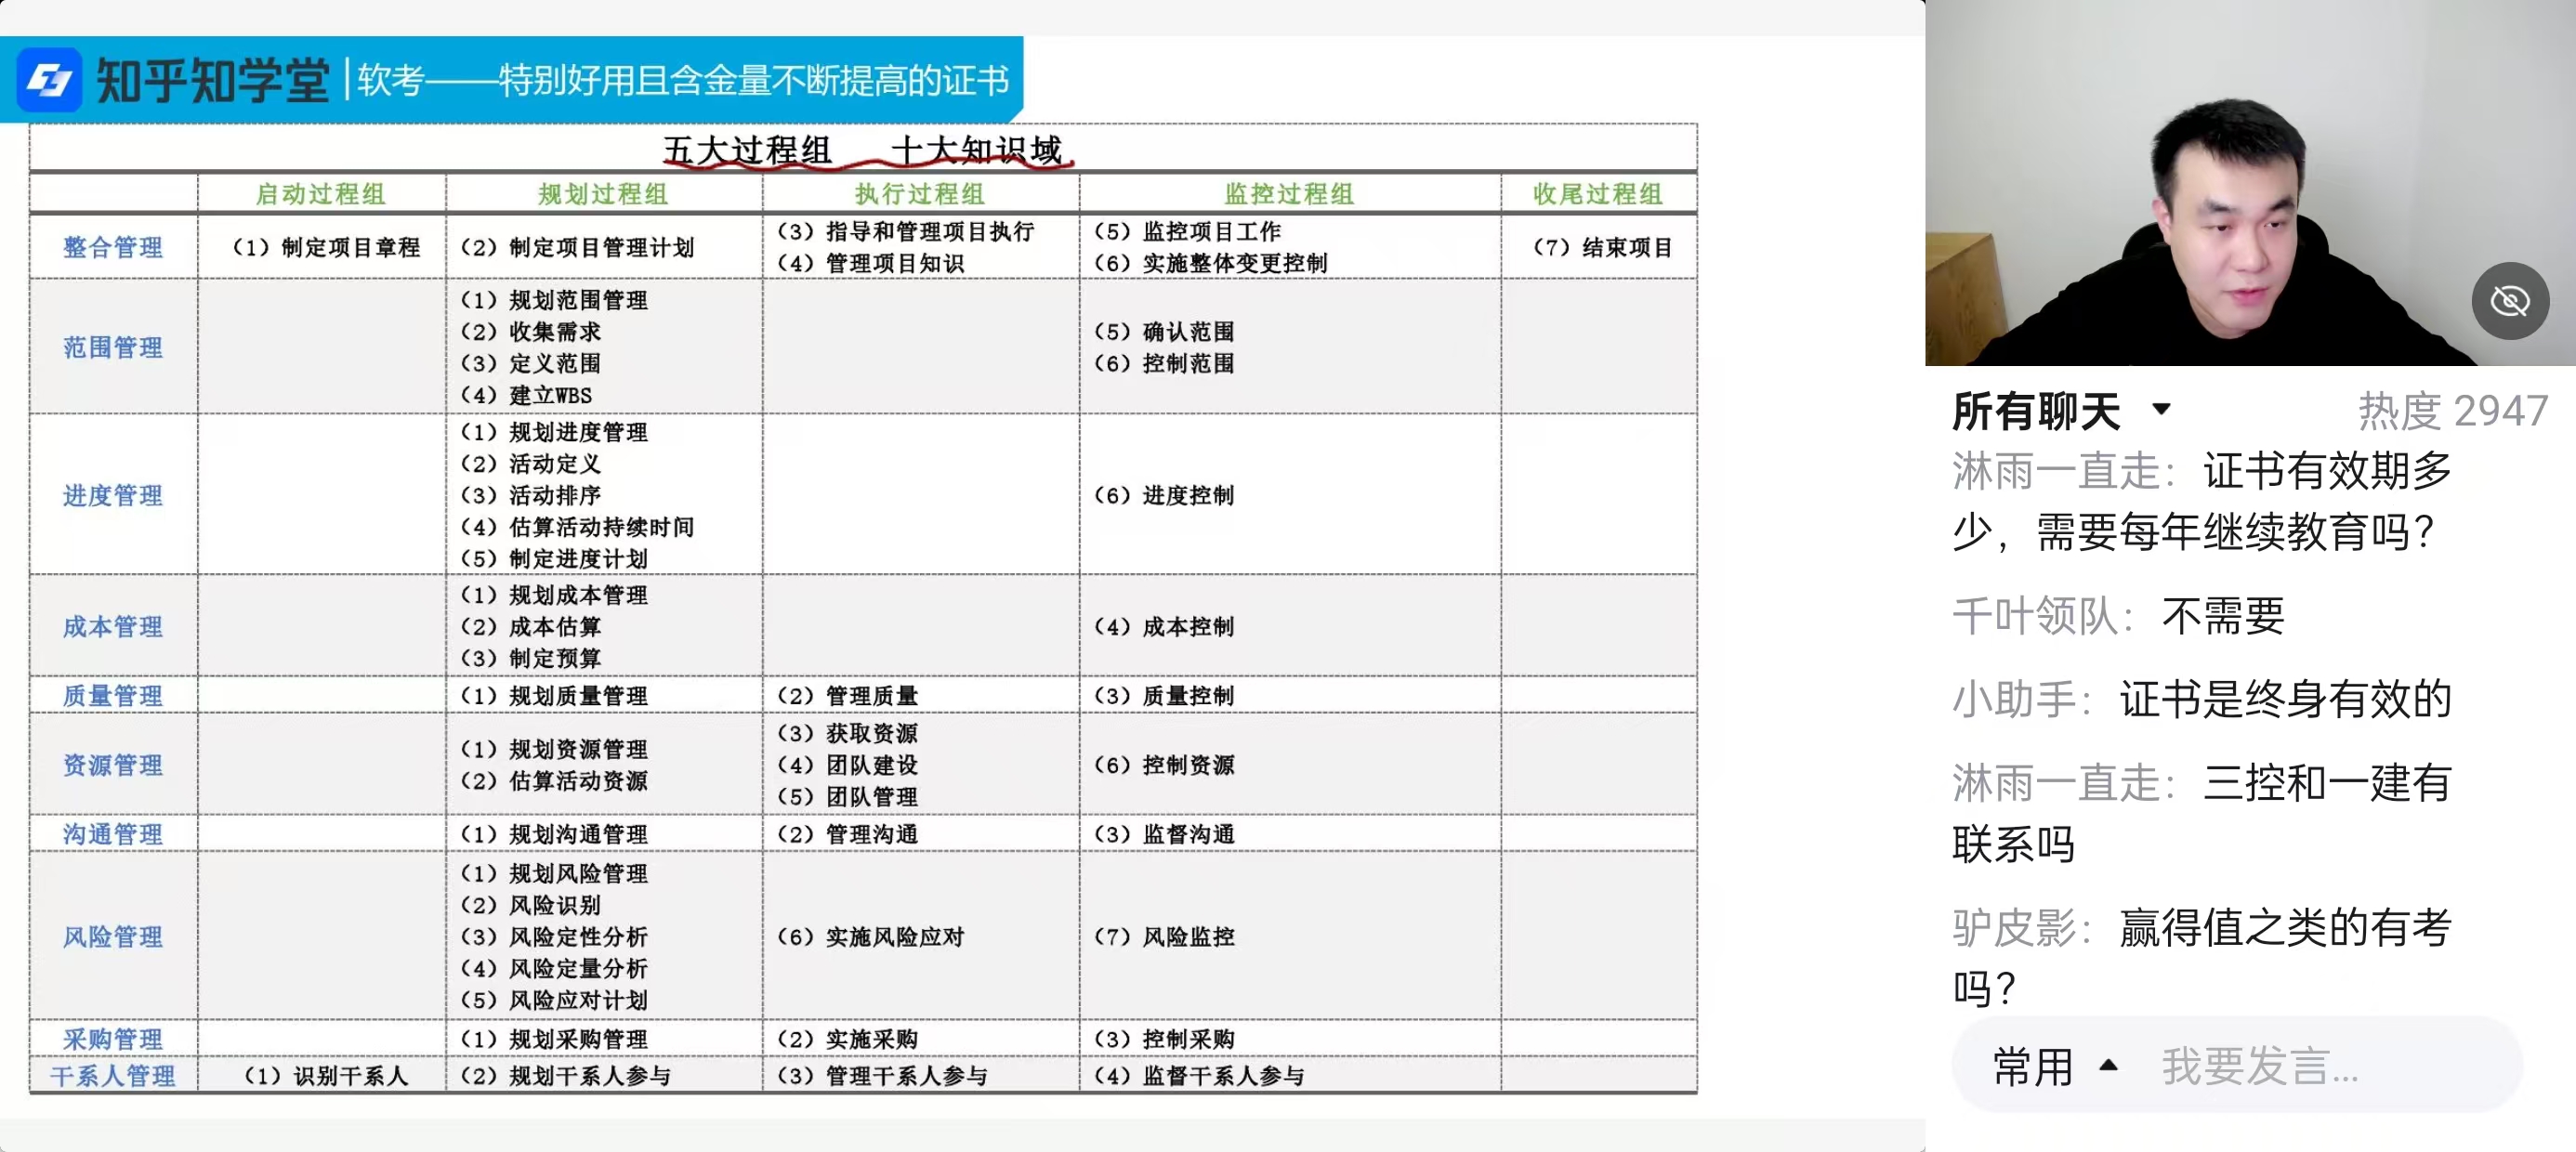 知乎知学堂 | 软考——特别好用且含金量不断提高的证书
五大过程组 十大知识域
启动过程组 规划过程组 执行过程组 监控过程组 收尾过程组
整合管理
(1) 制定项目章程
(2) 制定项目管理计划
(3) 指导和管理项目执行
(4) 管理项目知识
(5) 监控项目工作
(6) 实施整体变更控制
(7) 结束项目
范围管理
(1) 规划范围管理
(2) 收集需求
(3) 定义范围
(4) 建立WBS
(5) 确认范围
(6) 控制范围
进度管理
(1) 规划进度管理
(2) 活动定义
(3) 活动排序
(4) 估算活动持续时间
(5) 制定进度计划
(6) 进度控制
成本管理
(1) 规划成本管理
(2) 成本估算
(3) 制定预算
(4) 成本控制
质量管理
(1) 规划质量管理
(2) 管理质量
(3) 质量控制
资源管理
(1) 规划资源管理
(2) 估算活动资源
(3) 获取资源
(4) 团队建设
(5) 团队管理
(6) 控制资源
沟通管理
(1) 规划沟通管理
(2) 管理沟通
(3) 监督沟通
风险管理
(1) 规划风险管理
(2) 风险识别
(3) 风险定性分析
(4) 风险定量分析
(5) 风险应对计划
(6) 实施风险应对
(7) 风险监控
采购管理
(1) 规划采购管理
(2) 实施采购
(3) 控制采购
干系人管理
(1) 识别干系人
(2) 规划干系人参与
(3) 管理干系人参与
(4) 监督干系人参与
所有聊天 热度 2947
淋雨一直走：证书有效期多
少，需要每年继续教育吗？
千叶领队：不需要
小助手：证书是终身有效的
淋雨一直走：三控和一建有
联系吗
驴皮影：赢得值之类的有考
吗？
常用 我要发言...